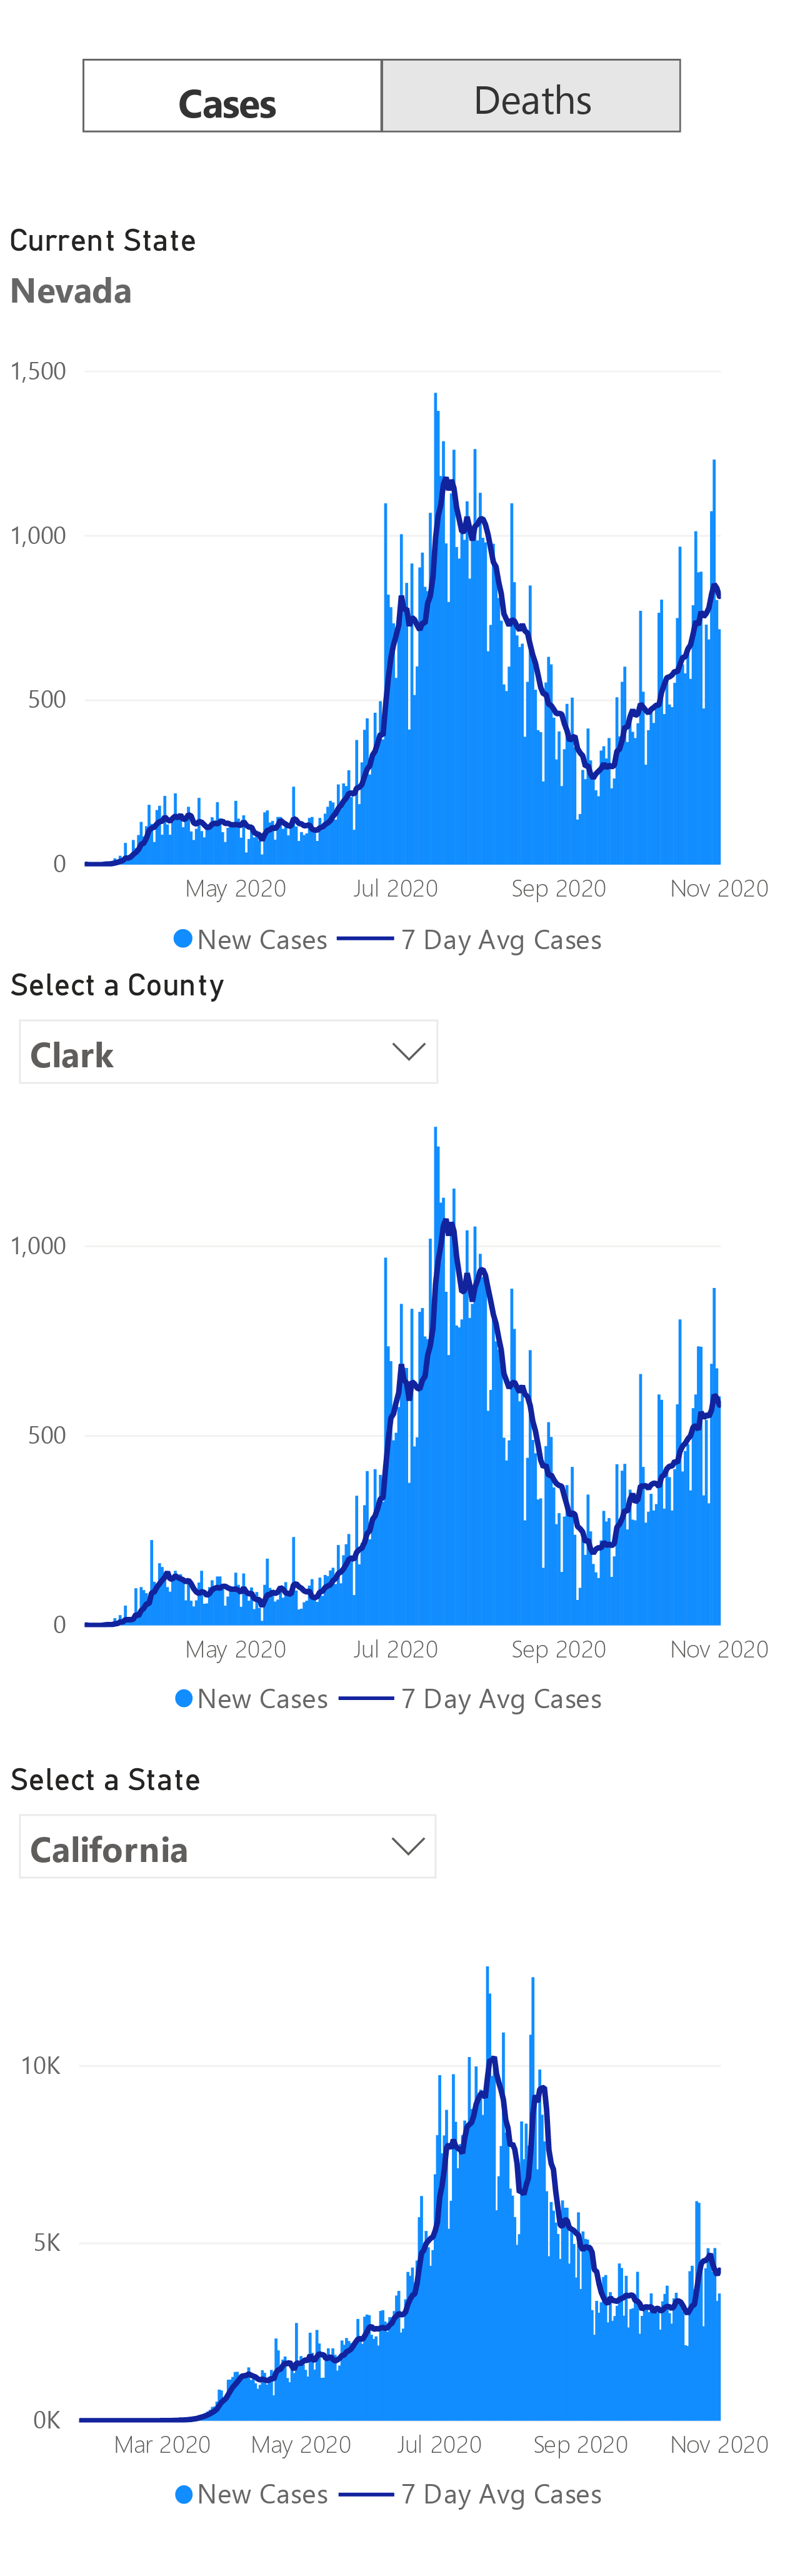 Cases Deaths
Current State
Nevada
1,500
1,000
500
0
May 2020 Jul 2020 Sep 2020 Nov 2020
New Cases 7 Day Avg Cases
Select a County
Clark
1,000
500
0
May 2020 Jul 2020 Sep 2020 Nov 2020
New Cases 7 Day Avg Cases
Select a State
California
10K
5K
0K
Mar 2020 May 2020 Jul 2020 Sep 2020 Nov 2020
New Cases 7 Day Avg Cases